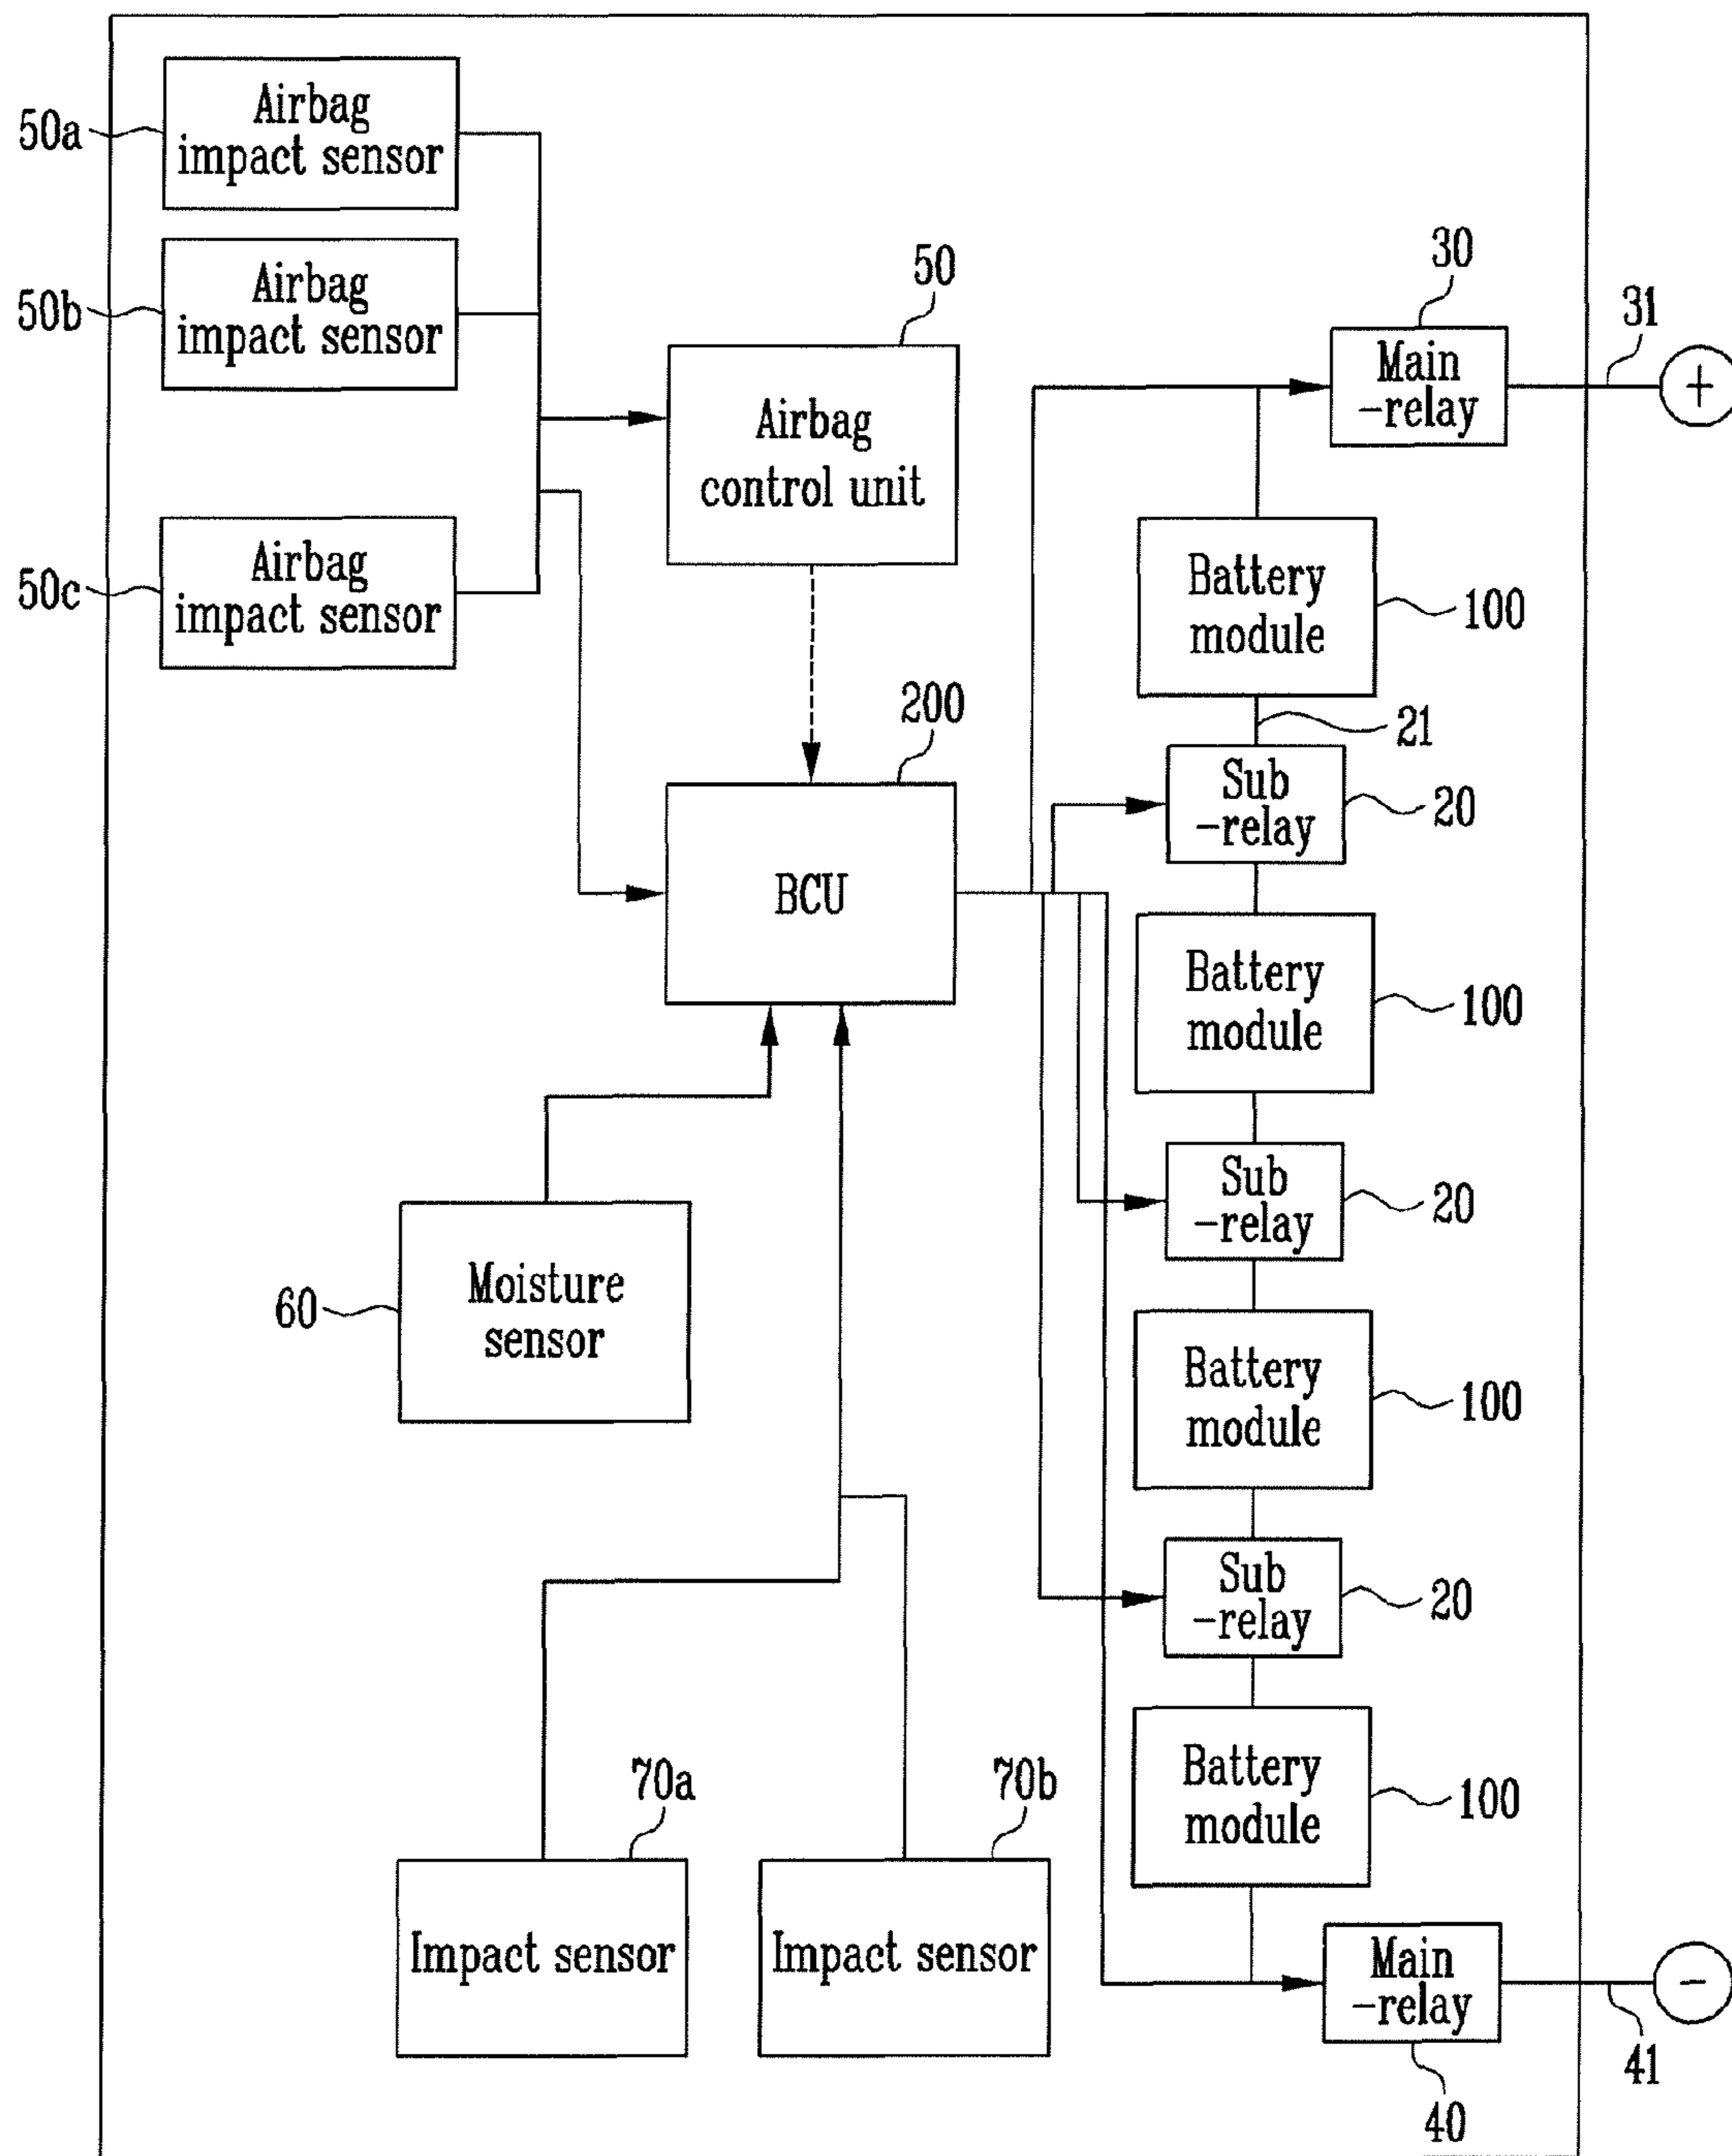 50a
Airbag
impact sensor
50b
Airbag
impact sensor
50c
Airbag
impact sensor
50
Airbag
control unit
30
Main
-relay
31
+
Battery
module
100
21
200
BCU
Sub
-relay
20
Battery
module
100
60
Moisture
sensor
Sub
-relay
20
Battery
module
100
Sub
-relay
20
Battery
module
100
70a
Impact sensor
70b
Impact sensor
Main
-relay
40
41
-